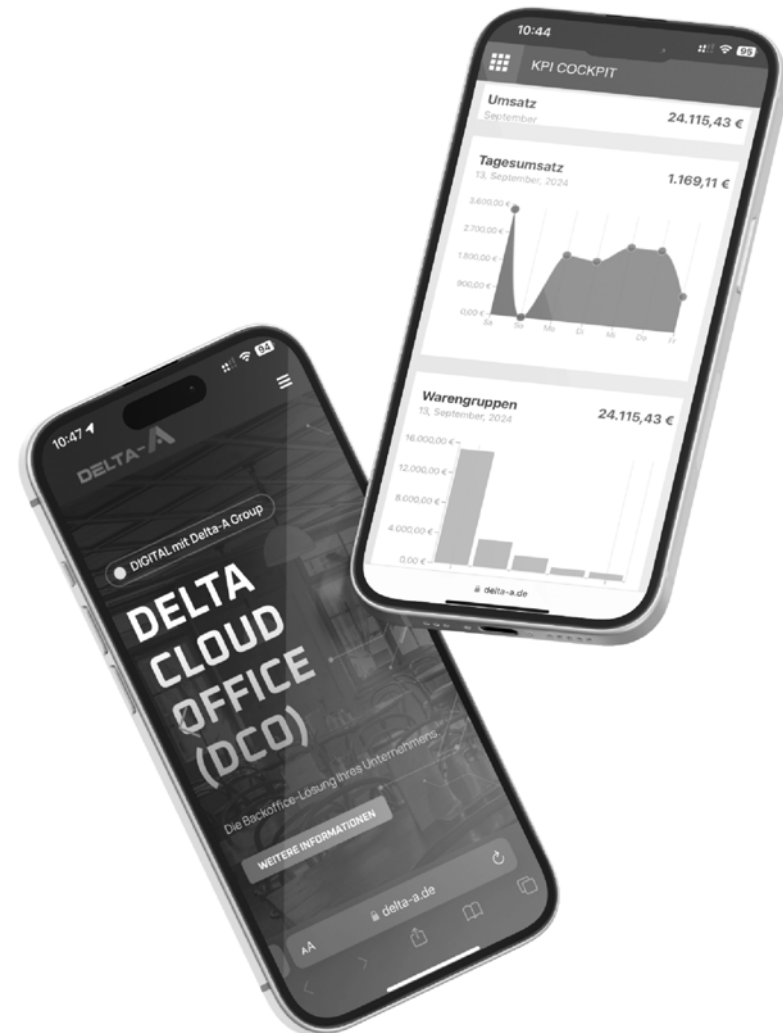 10:44
95
KPI COCKPIT
Umsatz
24.115,43 €
September
Tagesumsatz
1.169,11 €
13, September, 2024
3.600,00 €
2.700,00 €
1.800,00 €
900,00 €
0,00 €
Sa So Mo Di Mi Do Fr
Warengruppen
24.115,43 €
13, September, 2024
16.000,00 €
12.000,00 €
8.000,00 €
4.000,00 €
0,00 €
delta-a.de
10:47
94
DELTA-A
DIGITAL mit Delta-A Group
DELTA
CLOUD
OFFICE
(DCO)
Die Backoffice-Lösung Ihres Unternehmens
WEITERE INFORMATIONEN
AA
delta-a.de